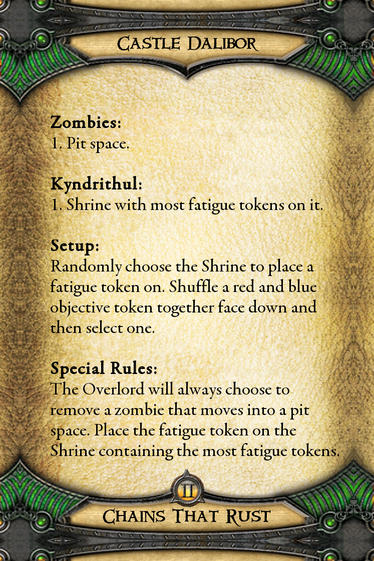 Castle Dalibor
Zombies:
1. Pit space.
Kyndrithul:
1. Shrine with most fatigue tokens on it.
Setup:
Randomly choose the Shrine to place a
fatigue token on. Shuffle a red and blue
objective token together face down and
then select one.
Special Rules:
The Overlord will always choose to
remove a zombie that moves into a pit
space. Place the fatigue token on the
Shrine containing the most fatigue tokens.
II
Chains That Rust